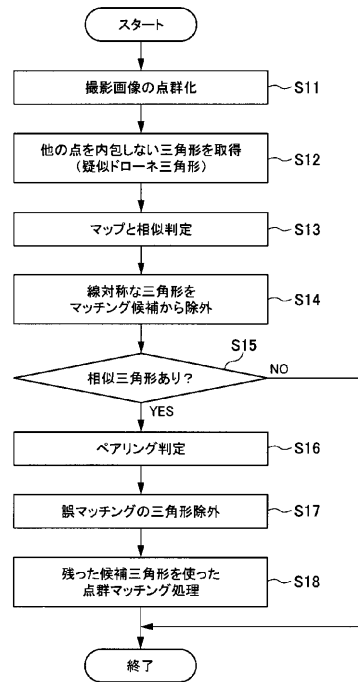 スタート
撮影画像の点群化
S11
他の点を内包しない三角形を取得
(疑似ドローネ三角形)
S12
マップと相似判定
S13
線対称な三角形を
マッチング候補から除外
S14
S15
相似三角形あり?
NO
YES
ペアリング判定
S16
誤マッチングの三角形除外
S17
残った候補三角形を使った
点群マッチング処理
S18
終了